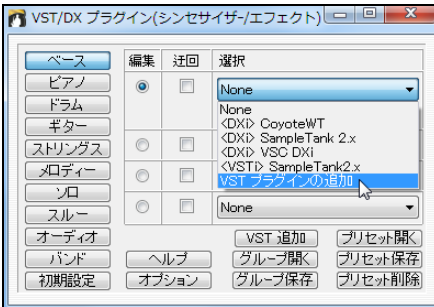 VST/DX プラグイン(シンセサイザｰ/エフェクト)
ベース
編集
迂回
選択
ピアノ
None
ドラム
None
ギター
<DXi> CoyoteWT
<DXi> SampleTank 2.x
ストリングス
<DXi> VSC DXi
メロディー
<VSTi> SampleTank2.x
VST プラグインの追加
ソロ
スルー
None
オーディオ
VST 追加
プリセット開く
バンド
ヘルプ
グループ開く
プリセット保存
初期設定
オプション
グループ保存
プリセット削除